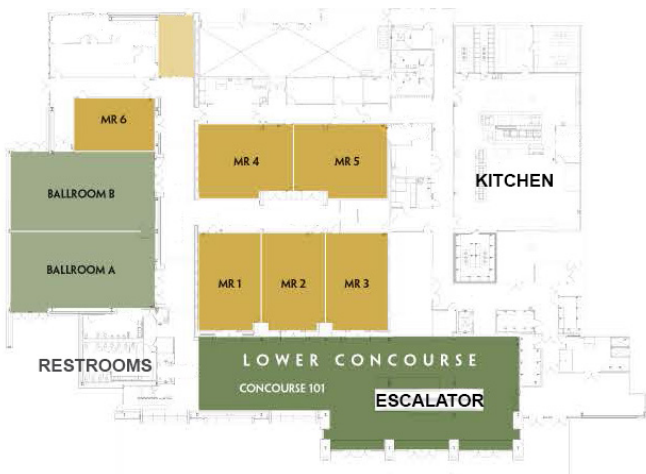 MR 6
MR 4
MR 5
KITCHEN
BALLROOM B
BALLROOM A
MR 1
MR 2
MR 3
LOWER CONCOURSE
RESTROOMS
CONCOURSE 101
ESCALATOR